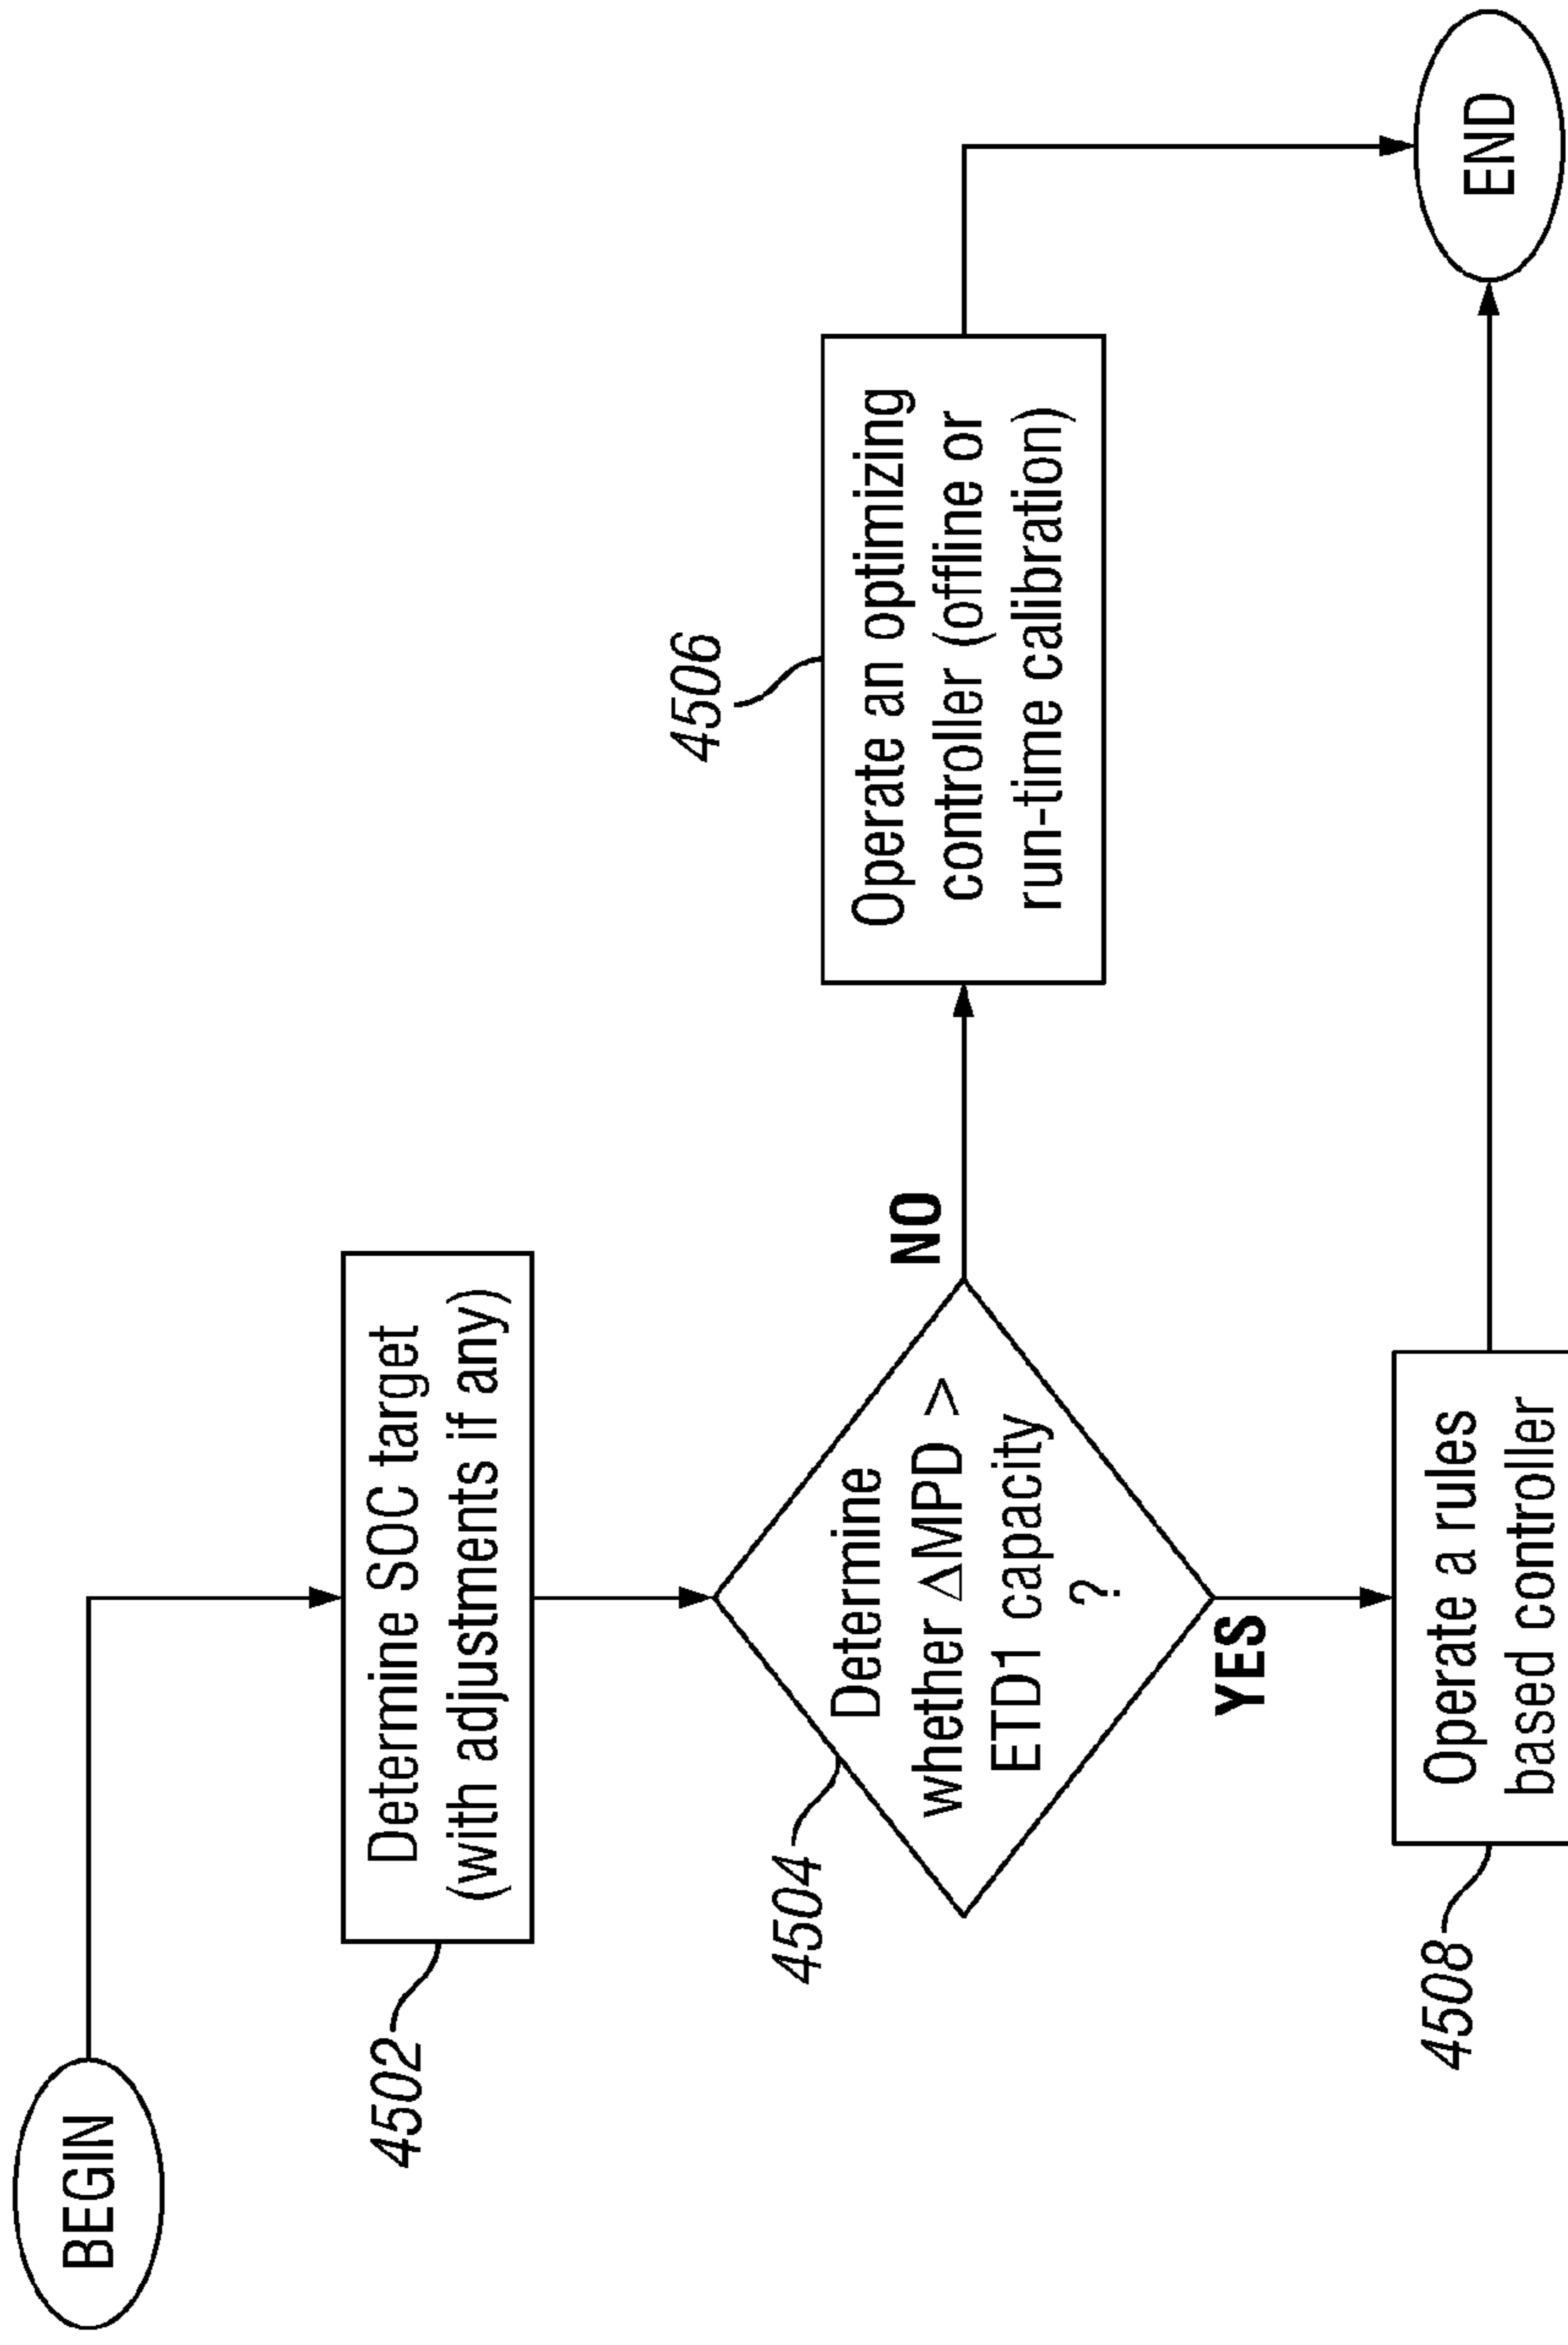 BEGIN
4502
Determine SOC target
(with adjustments if any)
4504
Determine
whether △MPD >
ETD1 capacity
?
NO
YES
4506
Operate an optimizing
controller (offline or
run-time calibration)
4508
Operate a rules
based controller
END